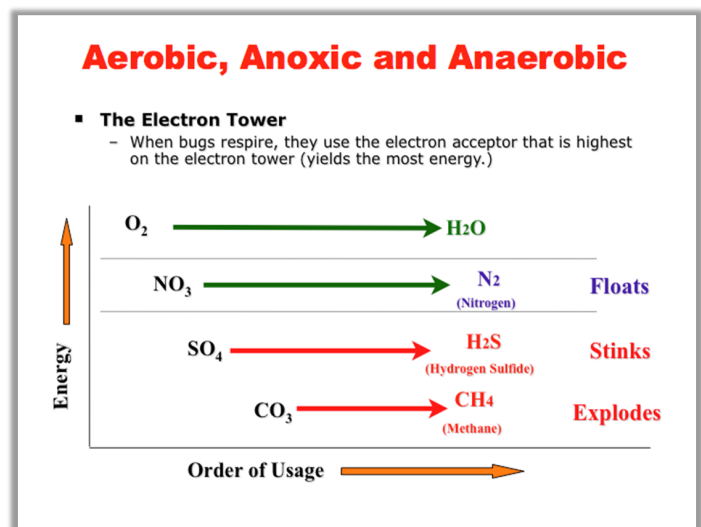 Aerobic, Anoxic and Anaerobic
▪ The Electron Tower
– When bugs respire, they use the electron acceptor that is highest
on the electron tower (yields the most energy.)
O₂ H2O
NO₃ N2 Floats
(Nitrogen)
SO₄ H2S Stinks
(Hydrogen Sulfide)
CO₃ CH4 Explodes
(Methane)
Energy
Order of Usage